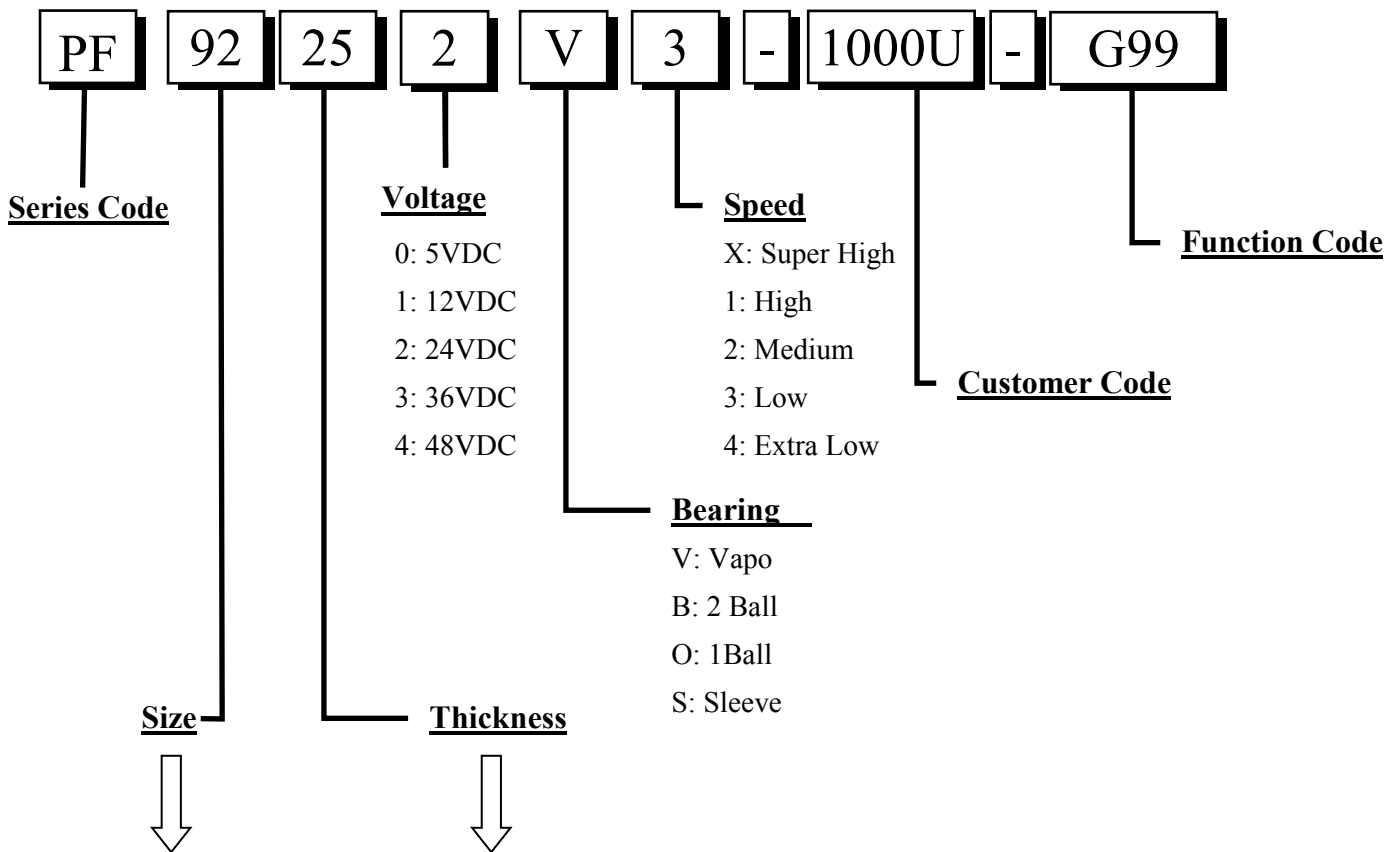 PF 92 25 2 V 3 - 1000U - G99
Series Code
Voltage
0: 5VDC
1: 12VDC
2: 24VDC
3: 36VDC
4: 48VDC
Speed
X: Super High
1: High
2: Medium
3: Low
4: Extra Low
Function Code
Customer Code
Bearing
V: Vapo
B: 2 Ball
O: 1Ball
S: Sleeve
Size
Thickness